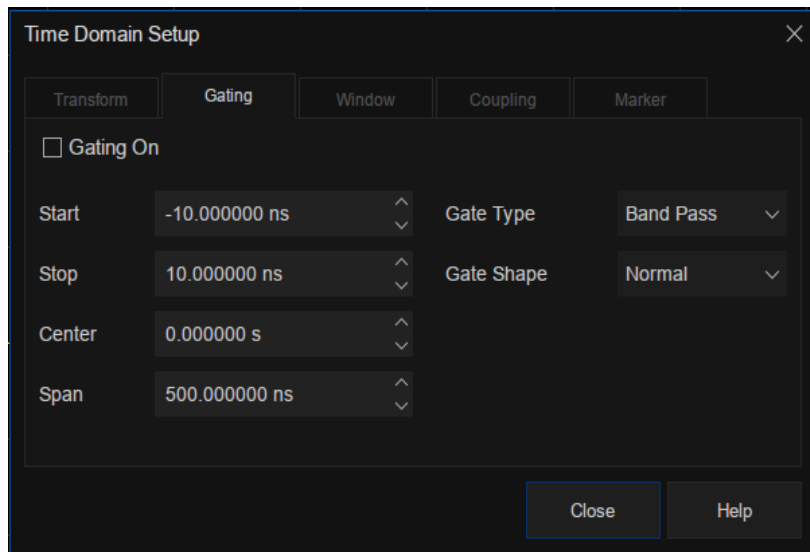 Time Domain Setup
Transform Gating Window Coupling Marker
Gating On
Start -10.000000 ns Gate Type Band Pass
Stop 10.000000 ns Gate Shape Normal
Center 0.000000 s
Span 500.000000 ns
Close Help